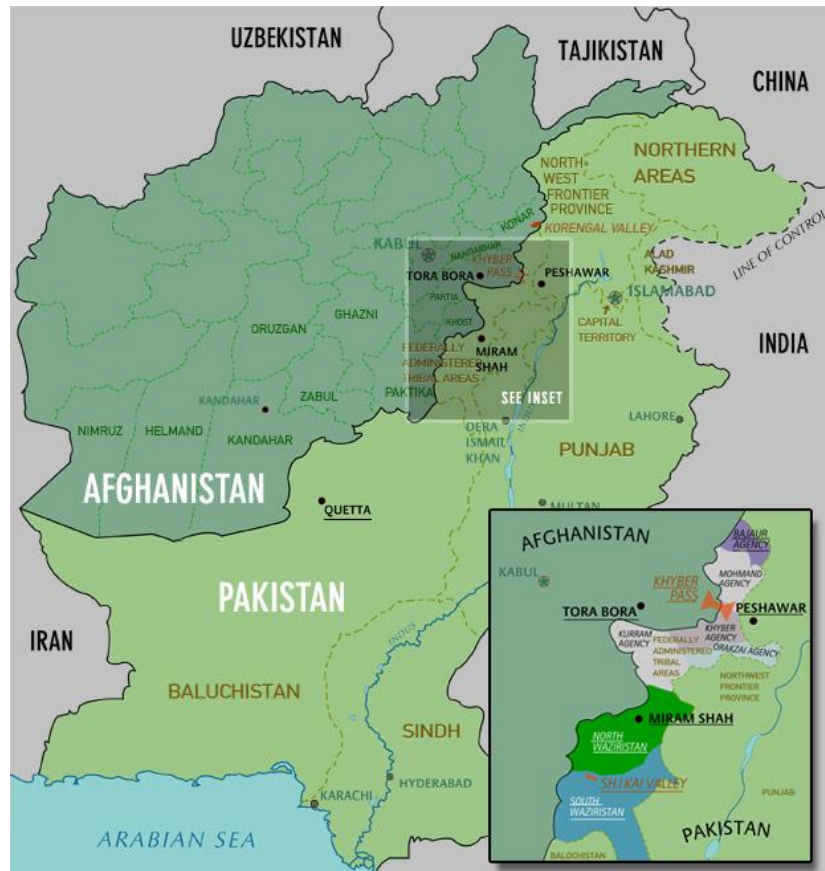 UZBEKISTAN
TAJIKISTAN
CHINA
NORTHERN
AREAS
NORTH-
WEST
FRONTIER
PROVINCE
KONAR
KORENGAL VALLEY
LINE OF CONTROL
KABUL
NANGARHAR
KHYBER
PASS
TORA BORA
PESHAWAR
KASHMIR
ISLAMABAD
PAKTIA
GHAZNI
ORUZGAN
KHOST
CAPITAL
TERRITORY
INDIA
FEDERALLY
ADMINISTERED
TRIBAL AREAS
MIRAM
SHAH
SEE INSET
KANDAHAR
ZABUL
PAKTIKA
INDUS
DERA
ISMAIL
KHAN
LAHORE
NIMRUZ
HELMAND
KANDAHAR
PUNJAB
AFGHANISTAN
QUETTA
MULTAN
PAKISTAN
IRAN
INDUS
BALUCHISTAN
SINDH
HYDERABAD
KARACHI
ARABIAN SEA
AFGHANISTAN
BAJAUR
AGENCY
KABUL
MOHMAND
AGENCY
KHYBER
PASS
TORA BORA
PESHAWAR
KURRAM
AGENCY
FEDERALLY
ADMINISTERED
TRIBAL
AREAS
KHYBER
AGENCY
ORAKZAI AGENCY
NORTHWEST
FRONTIER
PROVINCE
MIRAM SHAH
NORTH
WAZIRISTAN
SHIKAI VALLEY
SOUTH
WAZIRISTAN
PUNJAB
PAKISTAN
BALOCHISTAN